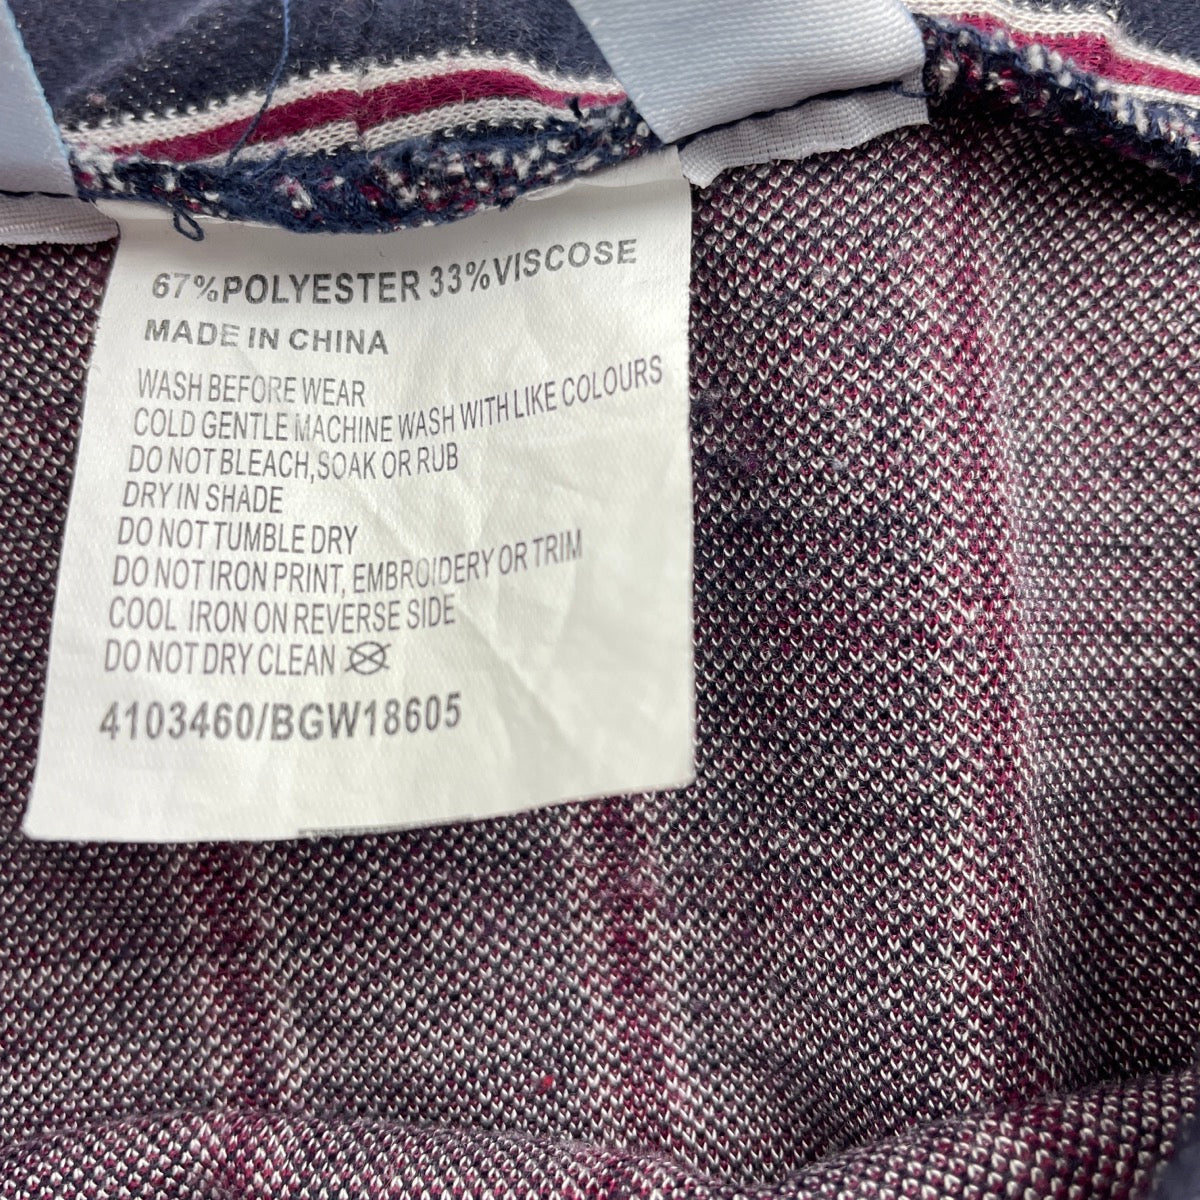 67%POLYESTER 33%VISCOSE
MADE IN CHINA
WASH BEFORE WEAR
COLD GENTLE MACHINE WASH WITH LIKE COLOURS
DO NOT BLEACH,SOAK OR RUB
DRY IN SHADE
DO NOT TUMBLE DRY
DO NOT IRON PRINT, EMBROIDERY OR TRIM
COOL IRON ON REVERSE SIDE
DO NOT DRY CLEAN
4103460/BGW18605